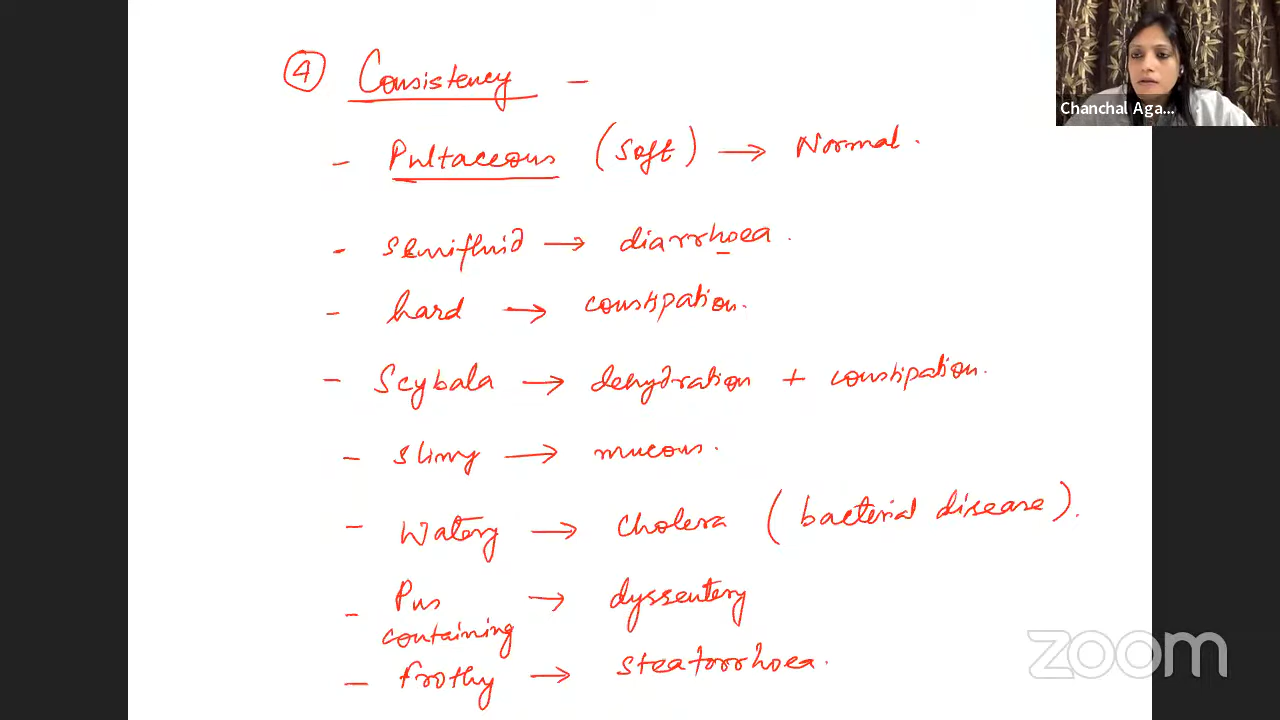 ④ Consistency -
- Pultaceous (soft) → Normal.
- Semifluid → diarrhoea.
- hard → constipation.
- Scybala → dehydration + constipation.
- Slimy → mucous.
- Watery → cholera (bacterial disease).
- Pus containing → dyssentery
- frothy → steatorrhoea.
Chanchal Aga...
zoom